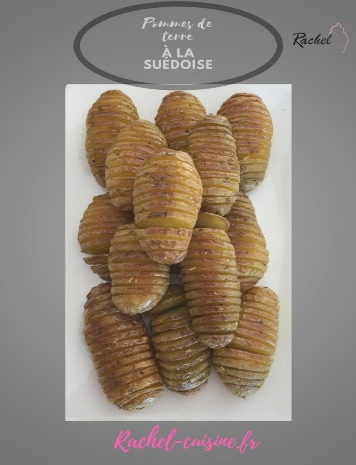 Pommes de
terre
À LA
SUÉDOISE
Rachel
Rachel-cuisine.fr